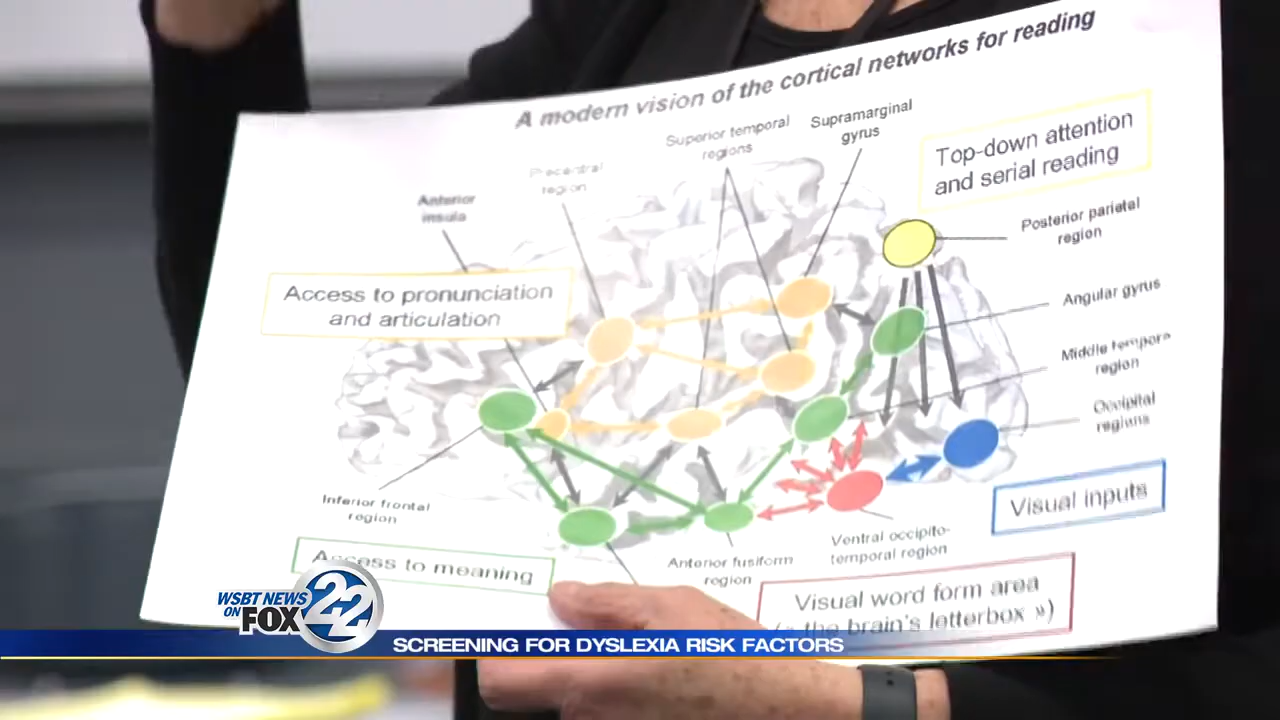 A modern vision of the cortical networks for reading
Supramarginal
gyrus
Superior temporal
regions
Precentral
region
Anterior
insula
Top-down attention
and serial reading
Posterior parietal
region
Access to pronunciation
and articulation
Angular gyrus
Middle tempora
region
Occipital
regions
Visual inputs
Inferior frontal
region
Access to meaning
Anterior fusiform
region
Ventral occipito-
temporal region
Visual word form area
the brain's letterbox »)
WSBT NEWS
ON FOX 22
SCREENING FOR DYSLEXIA RISK FACTORS